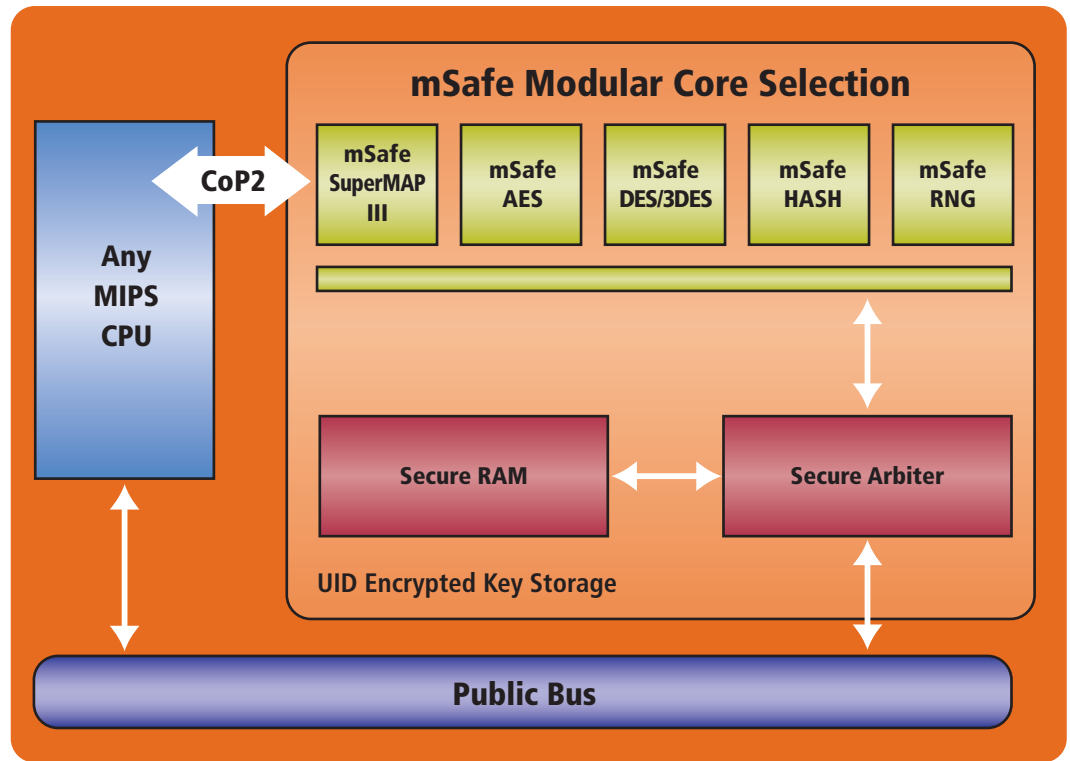 mSafe Modular Core Selection
Any
MIPS
CPU
CoP2
mSafe
SuperMAP
III
mSafe
AES
mSafe
DES/3DES
mSafe
HASH
mSafe
RNG
Secure RAM
Secure Arbiter
UID Encrypted Key Storage
Public Bus